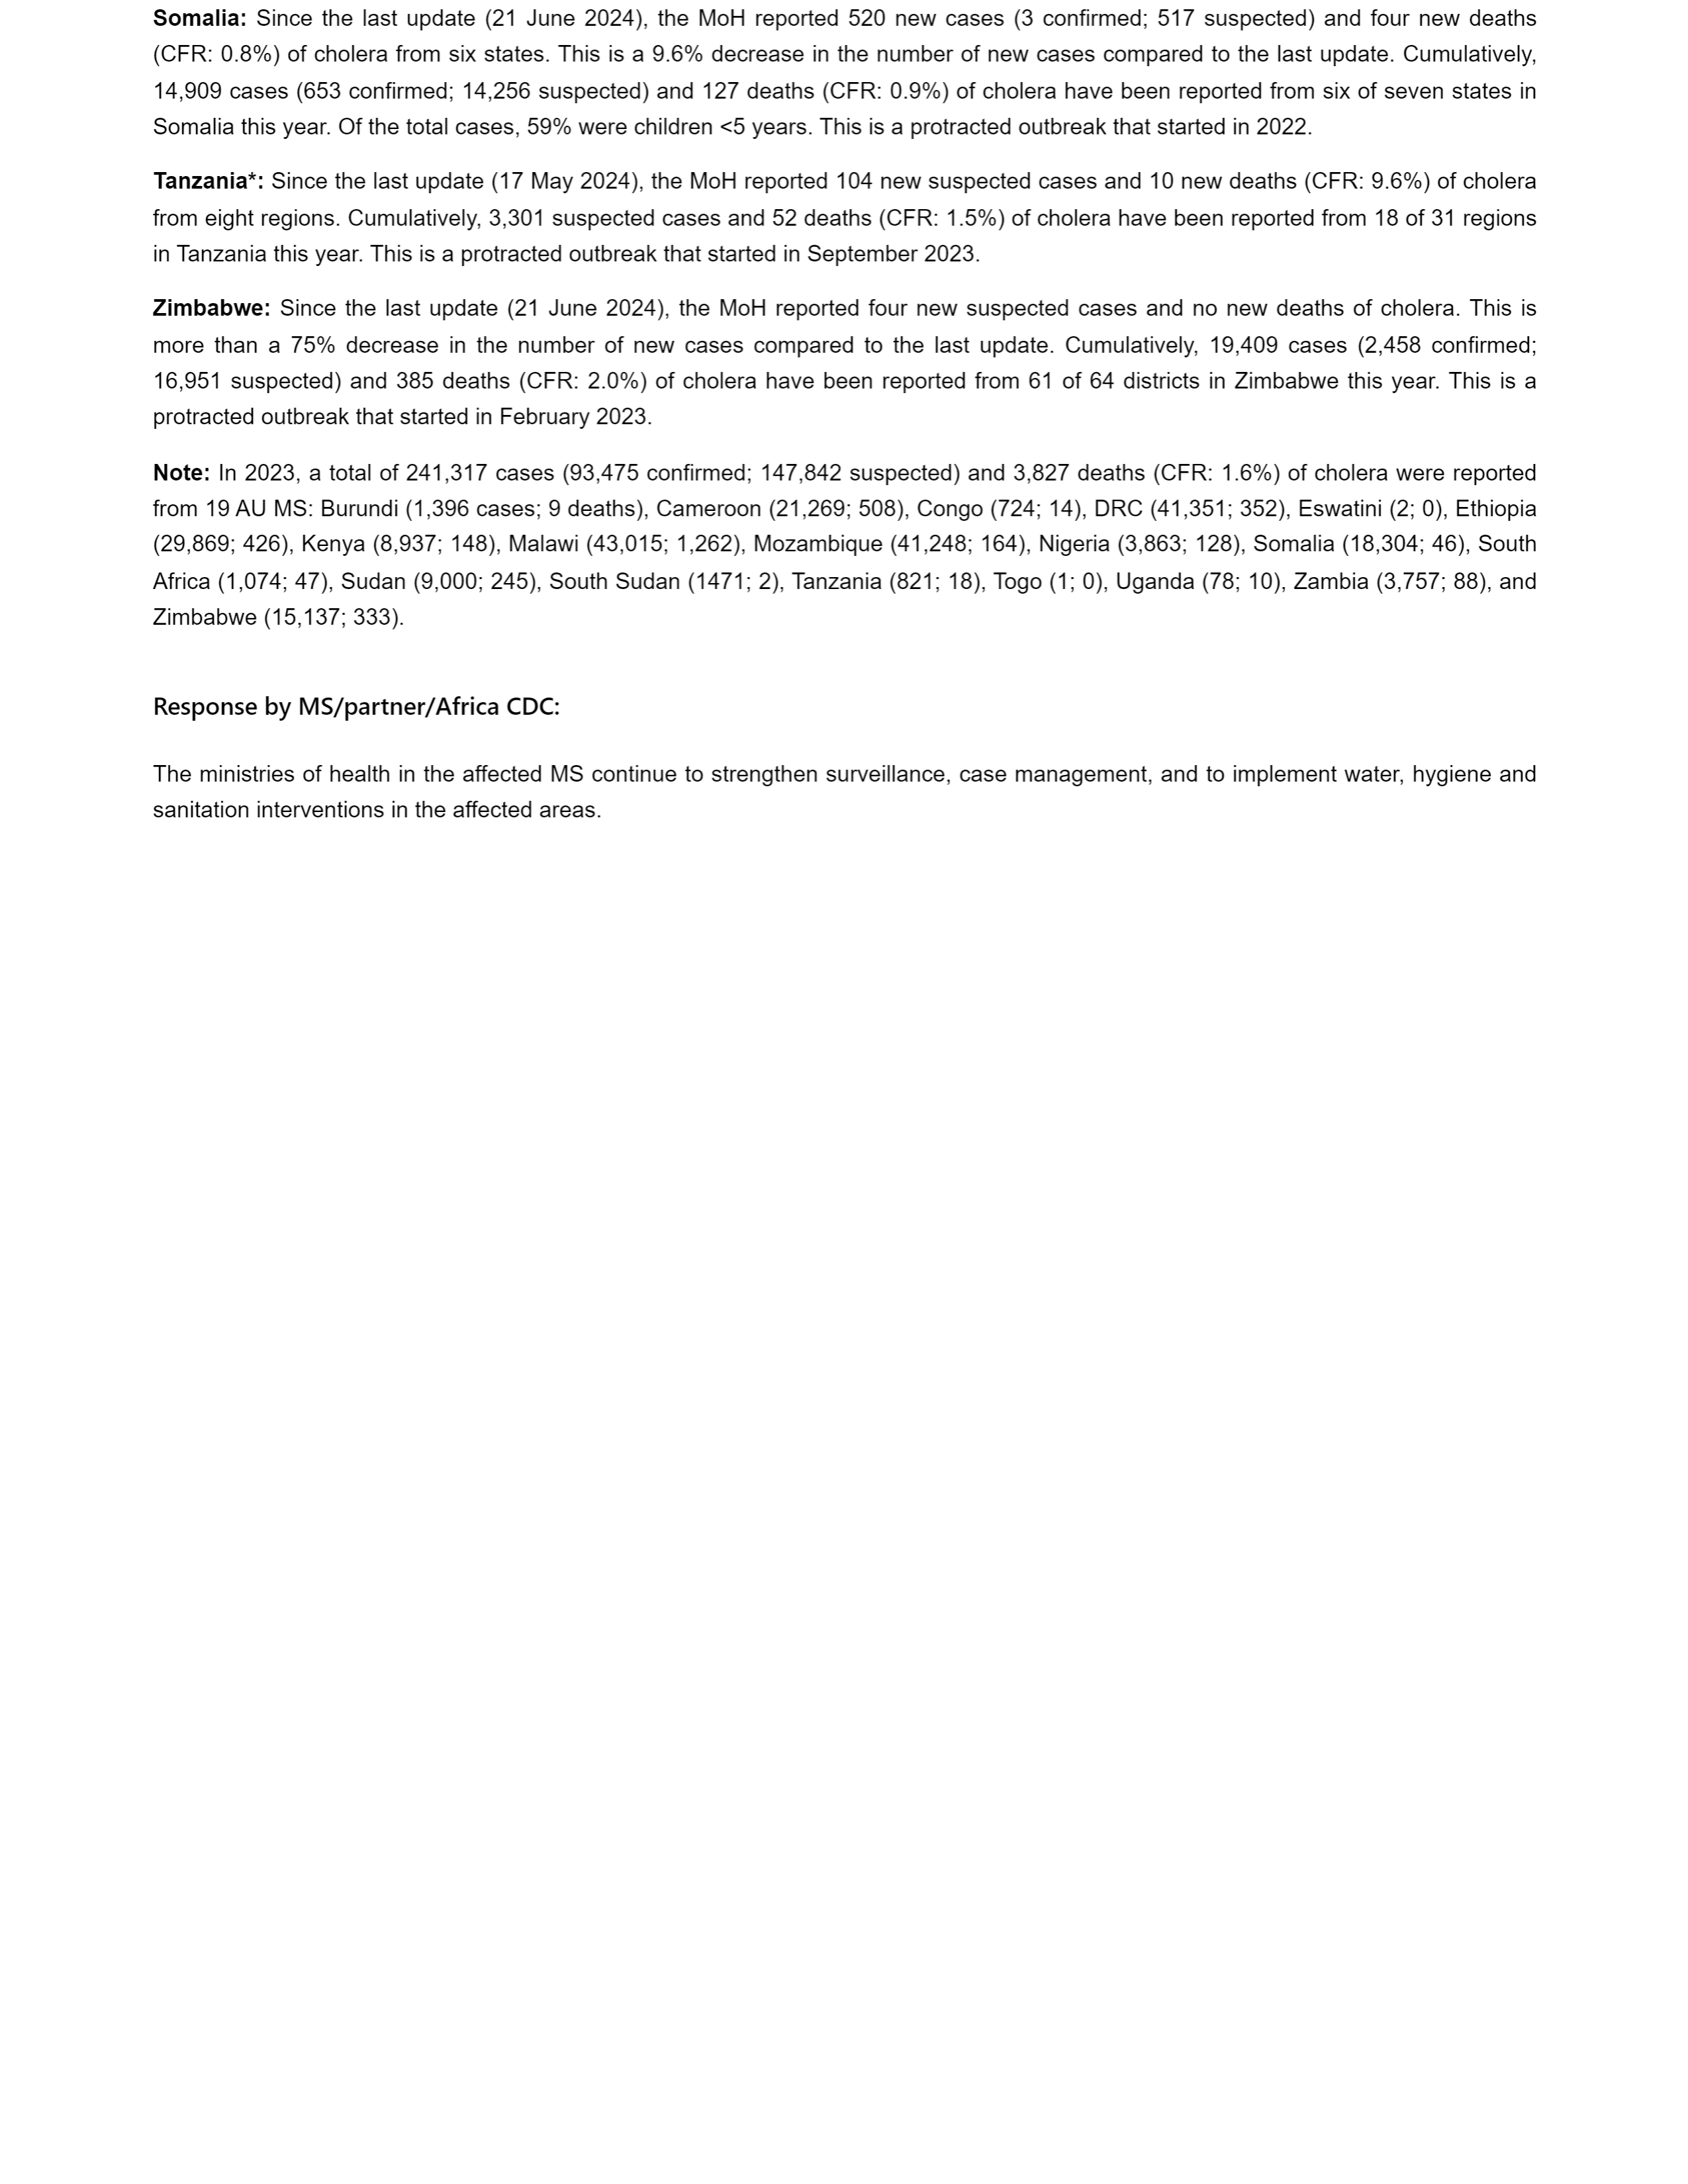 Somalia: Since the last update (21 June 2024), the MoH reported 520 new cases (3 confirmed; 517 suspected) and four new deaths
(CFR: 0.8%) of cholera from six states. This is a 9.6% decrease in the number of new cases compared to the last update. Cumulatively,
14,909 cases (653 confirmed; 14,256 suspected) and 127 deaths (CFR: 0.9%) of cholera have been reported from six of seven states in
Somalia this year. Of the total cases, 59% were children <5 years. This is a protracted outbreak that started in 2022.
Tanzania*: Since the last update (17 May 2024), the MoH reported 104 new suspected cases and 10 new deaths (CFR: 9.6%) of cholera
from eight regions. Cumulatively, 3,301 suspected cases and 52 deaths (CFR: 1.5%) of cholera have been reported from 18 of 31 regions
in Tanzania this year. This is a protracted outbreak that started in September 2023.
Zimbabwe: Since the last update (21 June 2024), the MoH reported four new suspected cases and no new deaths of cholera. This is
more than a 75% decrease in the number of new cases compared to the last update. Cumulatively, 19,409 cases (2,458 confirmed;
16,951 suspected) and 385 deaths (CFR: 2.0%) of cholera have been reported from 61 of 64 districts in Zimbabwe this year. This is a
protracted outbreak that started in February 2023.
Note: In 2023, a total of 241,317 cases (93,475 confirmed; 147,842 suspected) and 3,827 deaths (CFR: 1.6%) of cholera were reported
from 19 AU MS: Burundi (1,396 cases; 9 deaths), Cameroon (21,269; 508), Congo (724; 14), DRC (41,351; 352), Eswatini (2; 0), Ethiopia
(29,869; 426), Kenya (8,937; 148), Malawi (43,015; 1,262), Mozambique (41,248; 164), Nigeria (3,863; 128), Somalia (18,304; 46), South
Africa (1,074; 47), Sudan (9,000; 245), South Sudan (1471; 2), Tanzania (821; 18), Togo (1; 0), Uganda (78; 10), Zambia (3,757; 88), and
Zimbabwe (15,137; 333).
Response by MS/partner/Africa CDC:
The ministries of health in the affected MS continue to strengthen surveillance, case management, and to implement water, hygiene and
sanitation interventions in the affected areas.